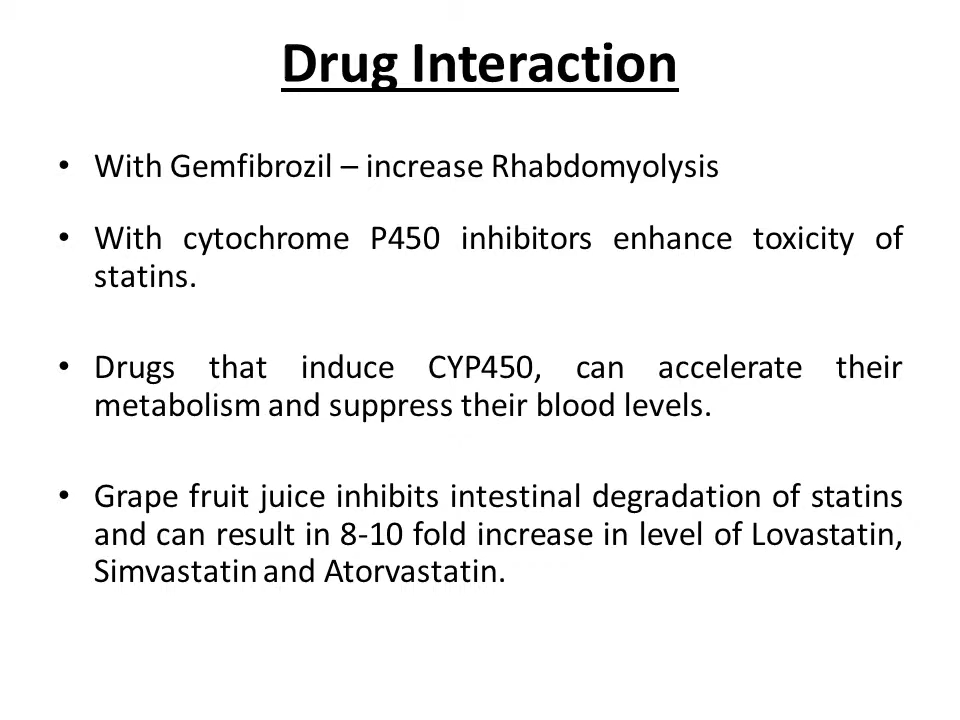 Drug Interaction
• With Gemfibrozil – increase Rhabdomyolysis
• With cytochrome P450 inhibitors enhance toxicity of
statins.
• Drugs that induce CYP450, can accelerate their
metabolism and suppress their blood levels.
• Grape fruit juice inhibits intestinal degradation of statins
and can result in 8-10 fold increase in level of Lovastatin,
Simvastatin and Atorvastatin.